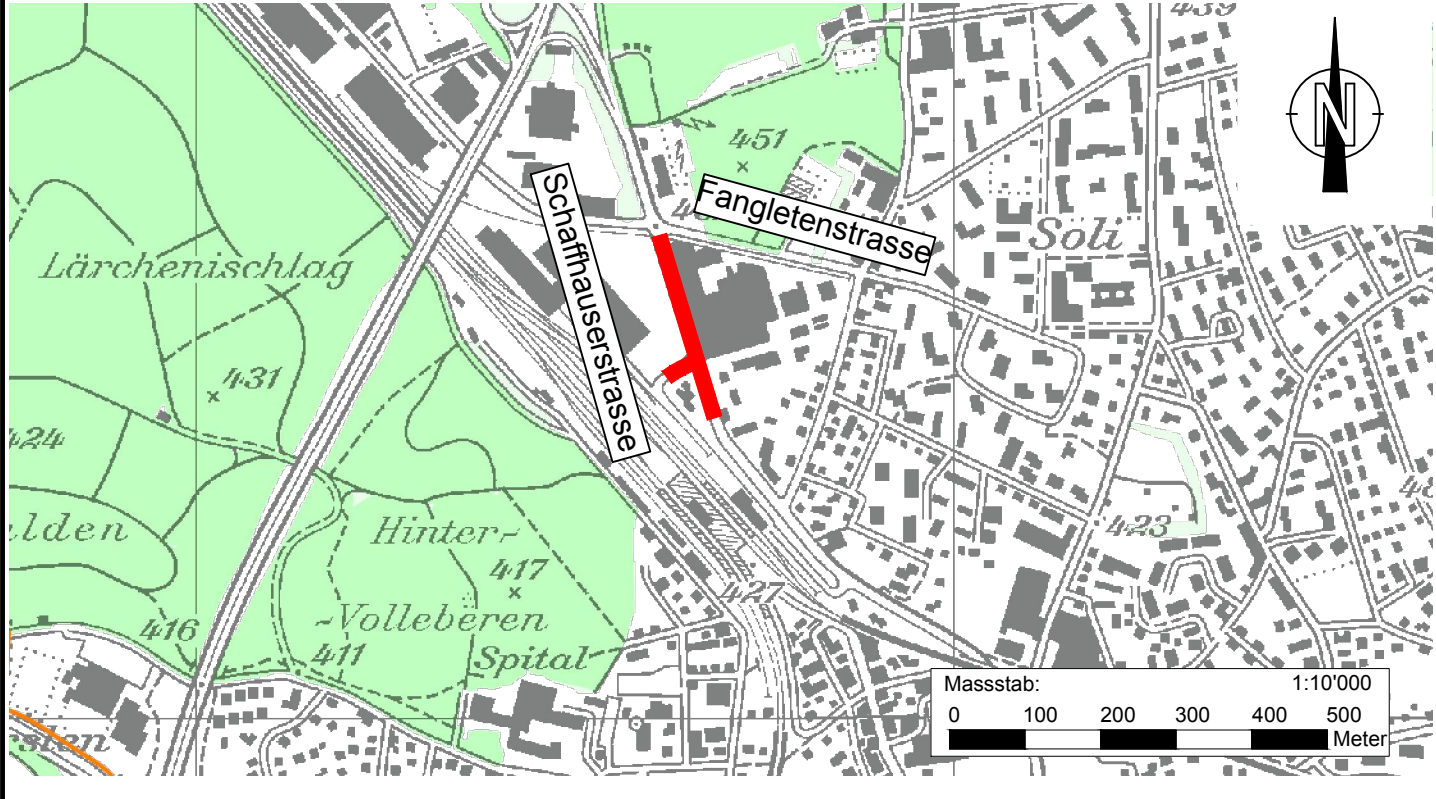 439
N
451
Fangletenstrasse
Schaffhauserstrasse
Soli
Lärchenischlag
431
424
lden
Hinter-
417
423
427
-Volleberen
416
411
Spital
Massstab: 1:10'000
0 100 200 300 400 500
Meter